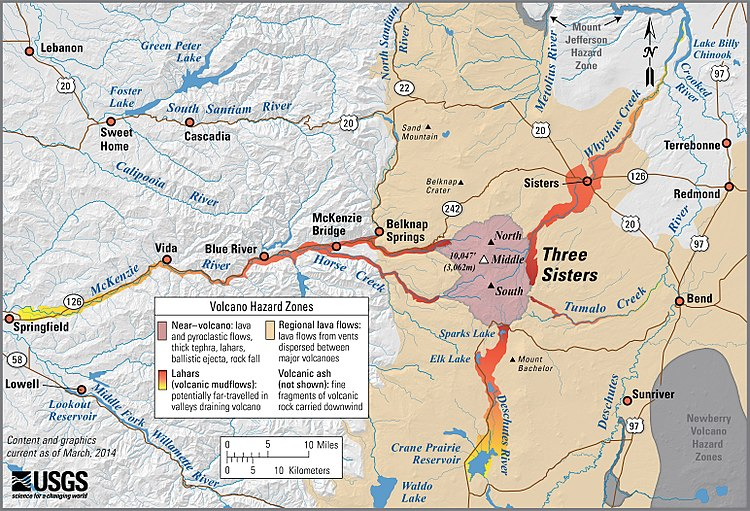 Lebanon
20
Green Peter
Lake
Foster
Lake
South Santiam River
Sweet
Home
Cascadia
20
Calipooia River
North Santiam
River
22
Sand
Mountain
Belknap
Crater
Metolius River
Mount
Jefferson
Hazard
Zone
N
Lake Billy
Chinook
Crooked
River
97
Whychus Creek
20
Terrebonne
Sisters
126
Redmond
20
River
97
McKenzie
Bridge
Belknap
Springs
242
Blue River
Vida
McKenzie River
Horse Creek
126
Springfield
North
10,047'
(3,062m)
Middle
South
Three
Sisters
Tumalo Creek
Bend
Sparks Lake
Elk Lake
Mount
Bachelor
58
Lowell
Lookout
Reservoir
Middle Fork Willamette River
Deschutes River
Crane Prairie
Reservoir
Waldo
Lake
Sunriver
Deschutes
97
Newberry
Volcano
Hazard
Zones
Volcano Hazard Zones
Near–volcano: lava
and pyroclastic flows,
thick tephra, lahars,
ballistic ejecta, rock fall
Lahars
(volcanic mudflows):
potentially far-travelled in
valleys draining volcano
Regional lava flows:
lava flows from vents
dispersed between
major volcanoes
Volcanic ash
(not shown): fine
fragments of volcanic
rock carried downwind
0 5 10 Miles
0 5 10 Kilometers
Content and graphics
current as of March, 2014
USGS
science for a changing world